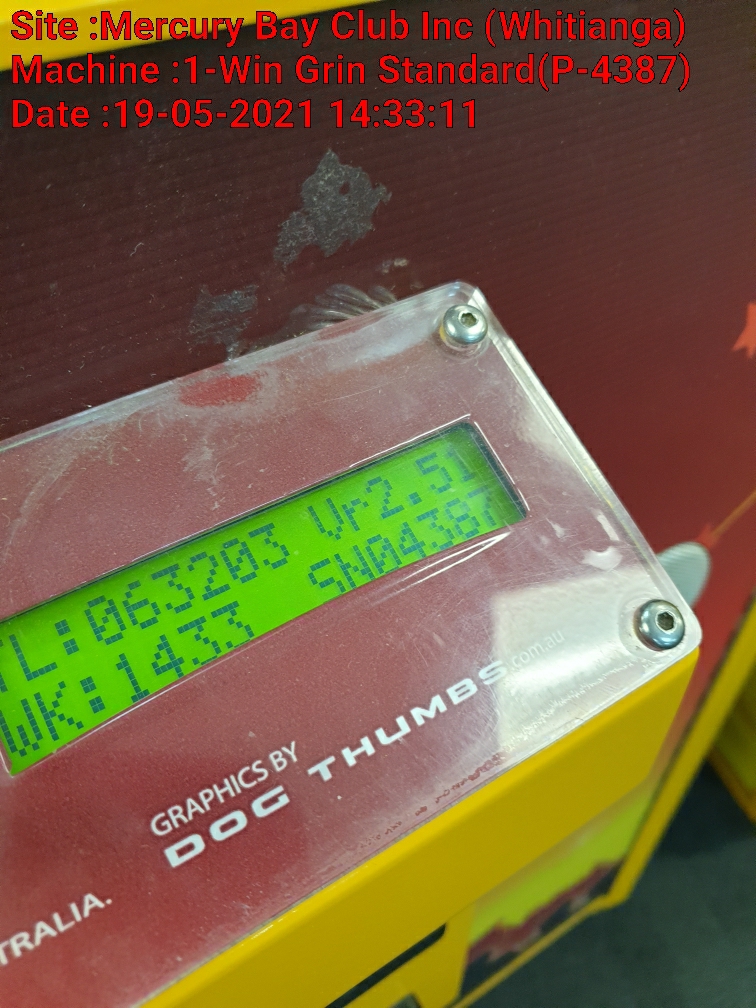 Site :Mercury Bay Club Inc (Whitianga)
Machine :1-Win Grin Standard(P-4387)
Date :19-05-2021 14:33:11
L:063203 Vr2.51
WK:1433 SN04387
GRAPHICS BY
DOG THUMBS.com.au
TRALIA.